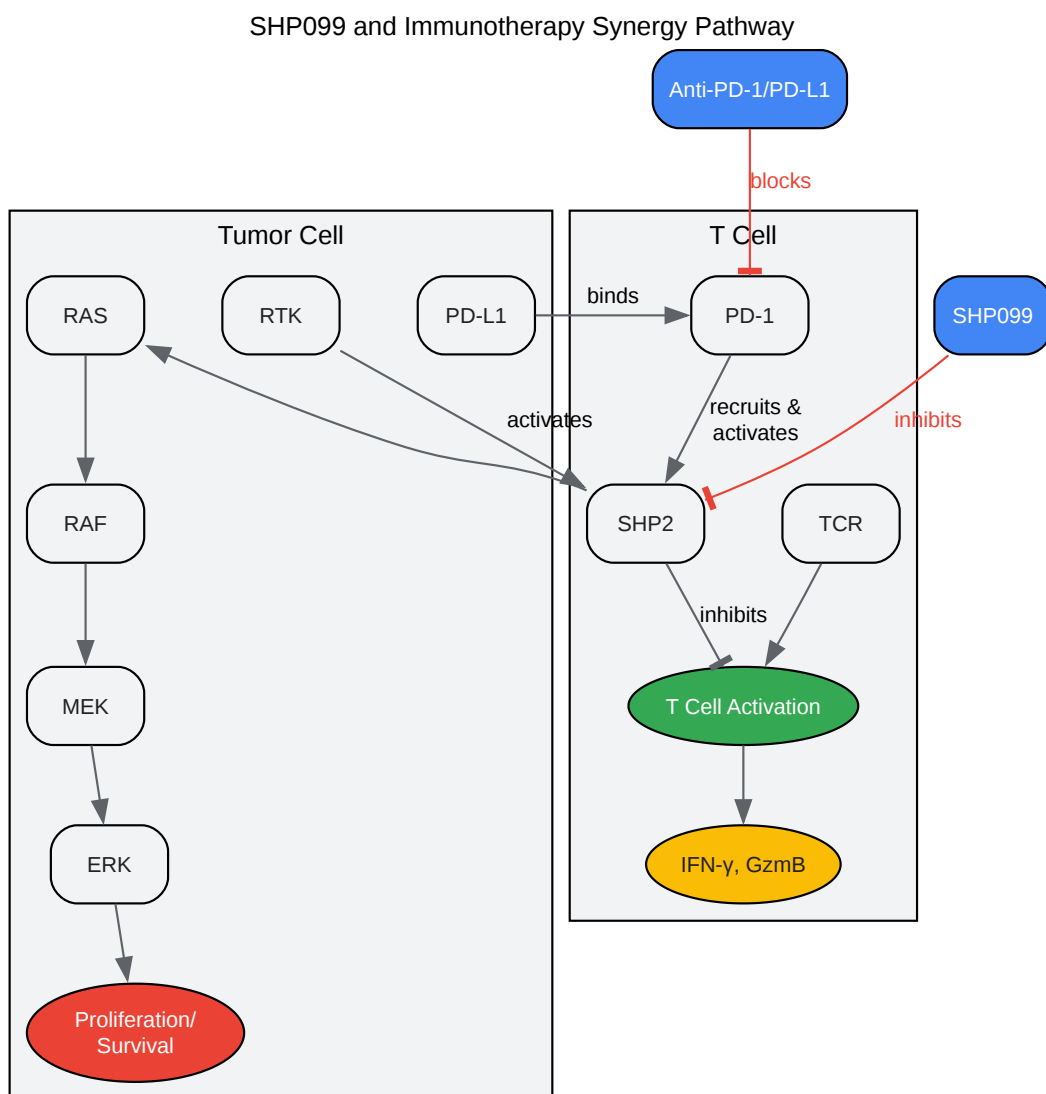 SHP099 and Immunotherapy Synergy Pathway
Anti-PD-1/PD-L1
blocks
Tumor Cell
T Cell
RAS
RTK
PD-L1
binds
PD-1
SHP099
activates
recruits &
activates
inhibits
RAF
SHP2
TCR
inhibits
MEK
T Cell Activation
ERK
IFN-γ, GzmB
Proliferation/
Survival